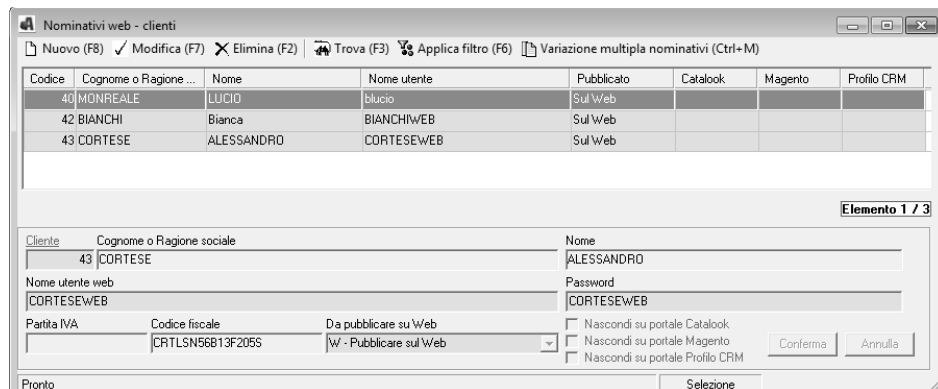 Nominativi web - clienti
Nuovo (F8) Modifica (F7) Elimina (F2) Trova (F3) Applica filtro (F6) Variazione multipla nominativi (Ctrl+M)
Codice Cognome o Ragione ... Nome Nome utente Pubblicato Catalook Magento Profilo CRM
40 MONREALE LUCIO blucio Sul Web
42 BIANCHI Bianca BIANCHIWEB Sul Web
43 CORTESE ALESSANDRO CORTESEWEB Sul Web
Elemento 1 / 3
Cliente Cognome o Ragione sociale Nome
43 CORTESE ALESSANDRO
Nome utente web Password
CORTESEWEB CORTESEWEB
Partita IVA Codice fiscale Da pubblicare su Web Nascondi su portale Catalook
CRTLSN56B13F205S W - Pubblicare sul Web Nascondi su portale Magento Conferma Annulla
Nascondi su portale Profilo CRM
Pronto Selezione